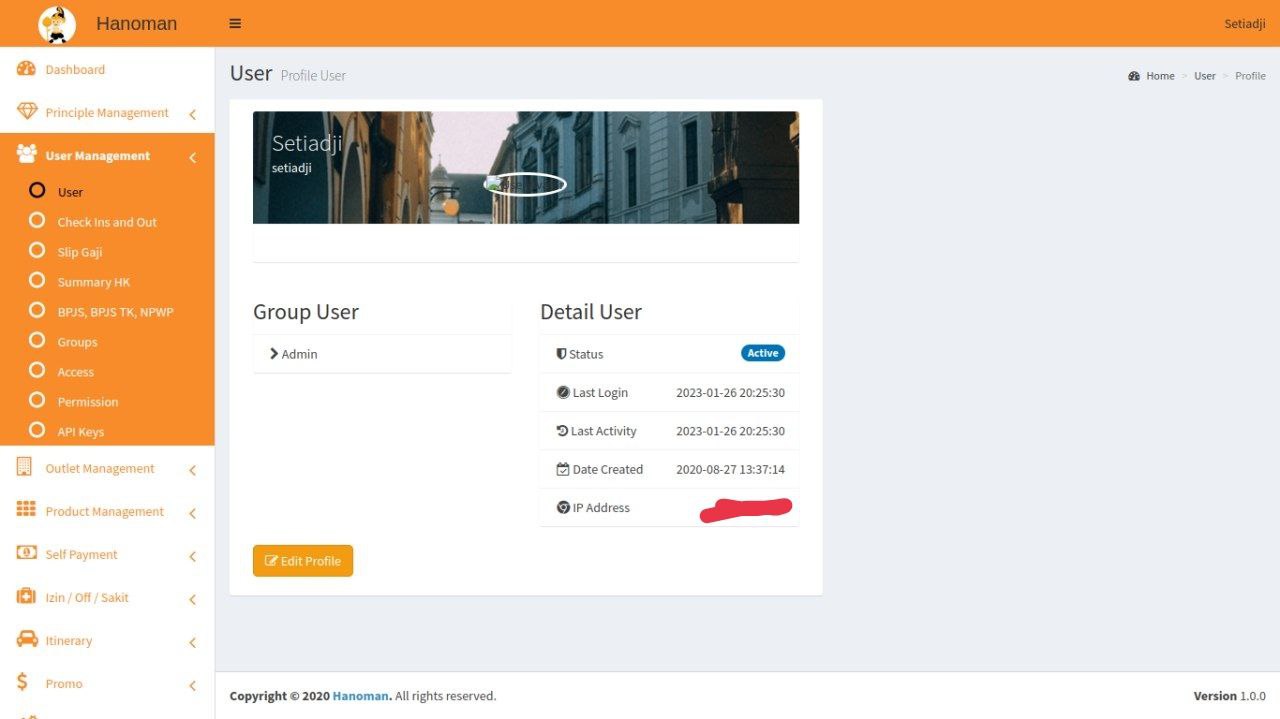 Hanoman
Setiadji
Dashboard
Principle Management
User Management
User
Check Ins and Out
Slip Gaji
Summary HK
BPJS, BPJS TK, NPWP
Groups
Access
Permission
API Keys
Outlet Management
Product Management
Self Payment
Izin / Off / Sakit
Itinerary
Promo
User Profile User
Home > User > Profile
Setiadji
setiadji
Group User
Admin
Detail User
Status Active
Last Login 2023-01-26 20:25:30
Last Activity 2023-01-26 20:25:30
Date Created 2020-08-27 13:37:14
IP Address
Edit Profile
Copyright © 2020 Hanoman. All rights reserved.
Version 1.0.0